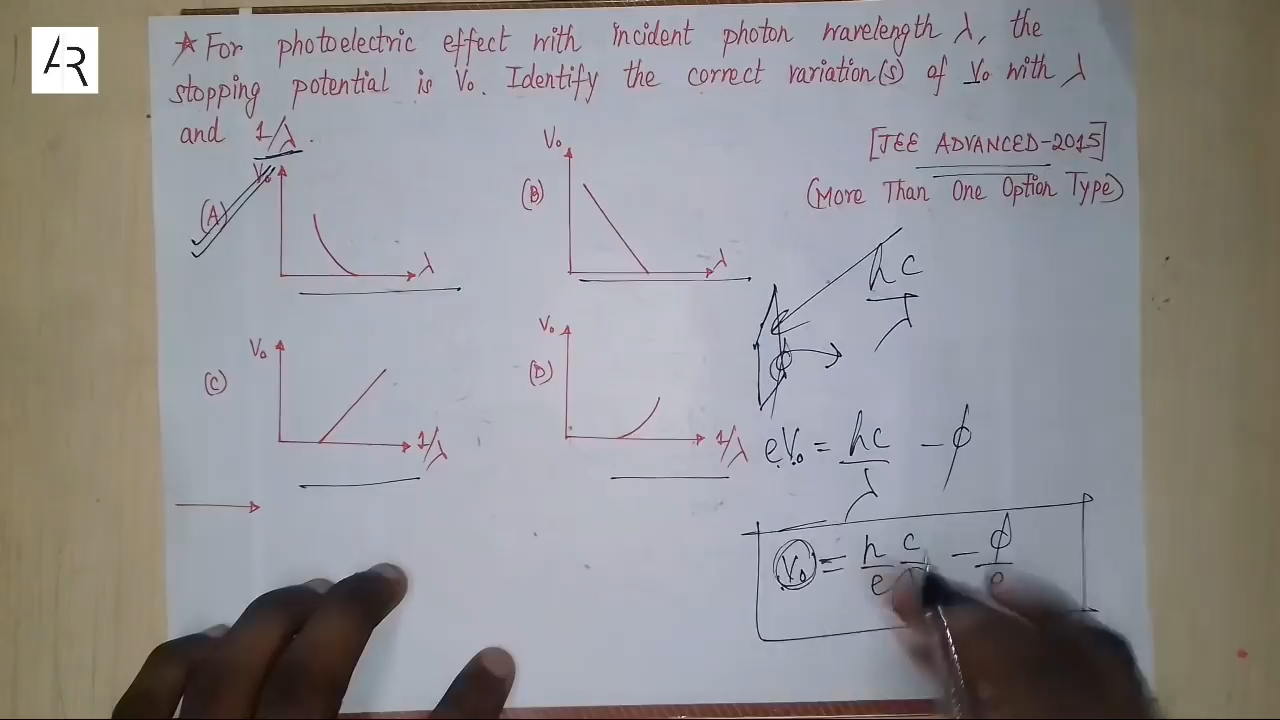 AR
★ For photoelectric effect with incident photon wavelength λ, the
stopping potential is V₀. Identify the correct variation(s) of V₀ with λ
and 1/λ.
[JEE ADVANCED-2015]
(More Than One Option Type)
(A) V₀ λ
(B) V₀ λ
(C) V₀ 1/λ
(D) V₀ 1/λ
hc/λ
ϕ
eV₀ = hc/λ - ϕ
V₀ = h/e c - ϕ/e